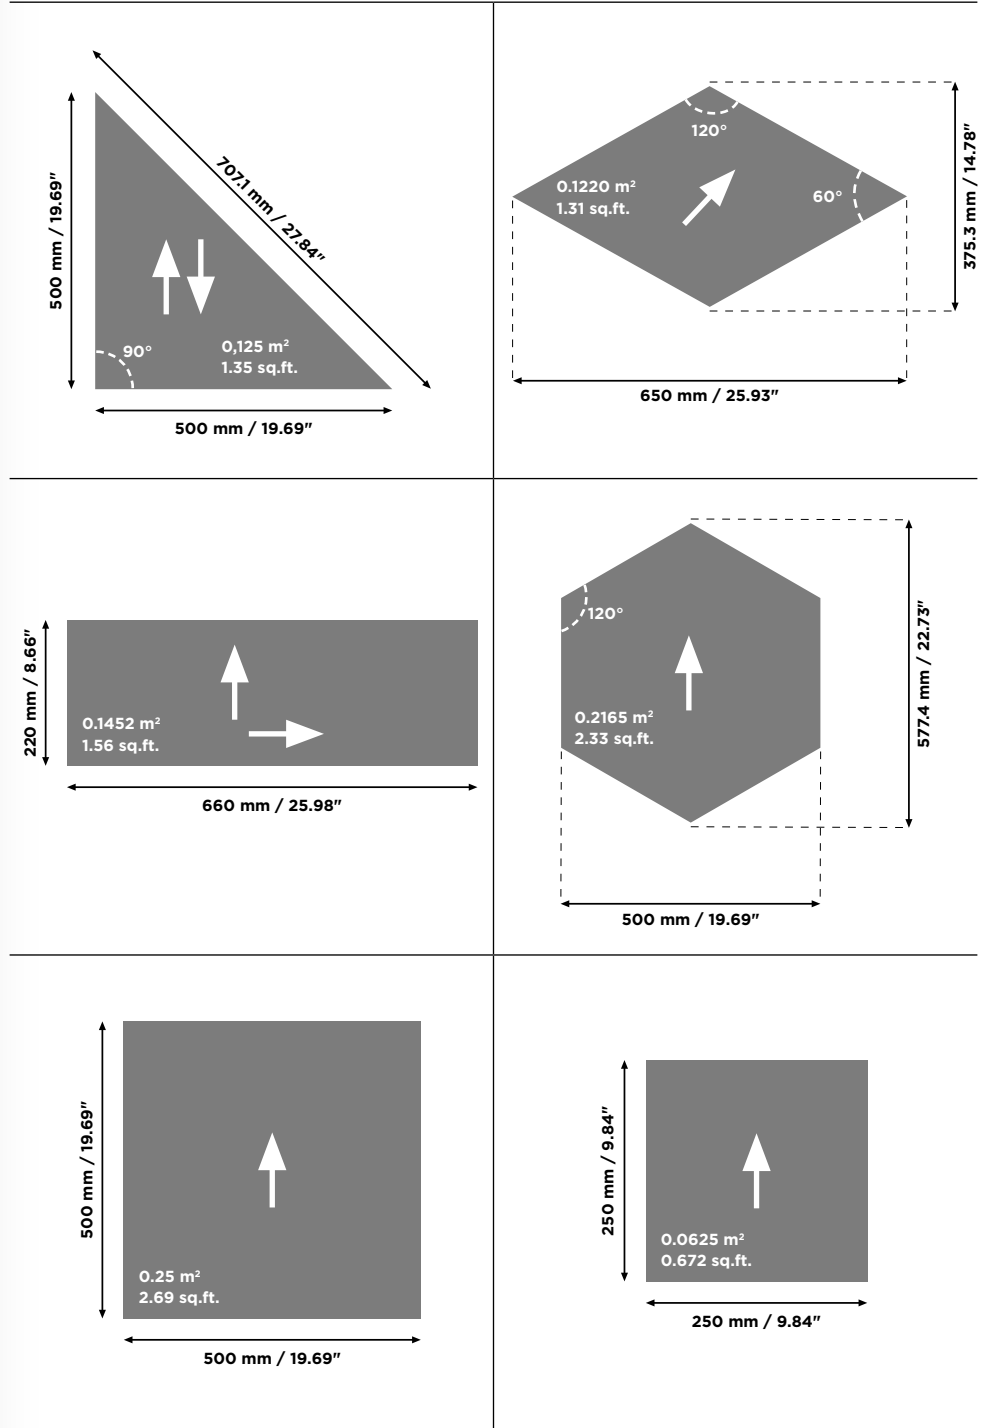 707.1 mm / 27.84"
500 mm / 19.69"
90°
0,125 m²
1.35 sq.ft.
500 mm / 19.69"
120°
0.1220 m²
1.31 sq.ft.
60°
375.3 mm / 14.78"
650 mm / 25.93"
220 mm / 8.66"
0.1452 m²
1.56 sq.ft.
660 mm / 25.98"
120°
0.2165 m²
2.33 sq.ft.
577.4 mm / 22.73"
500 mm / 19.69"
500 mm / 19.69"
0.25 m²
2.69 sq.ft.
500 mm / 19.69"
250 mm / 9.84"
0.0625 m²
0.672 sq.ft.
250 mm / 9.84"